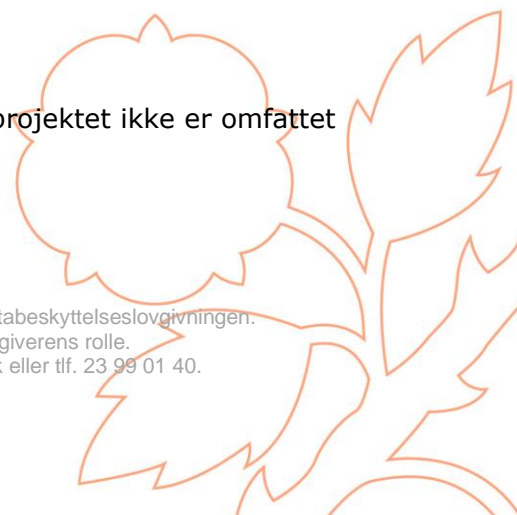 projektet ikke er omfattet
tabeskyttelseslovgivningen.
giverens rolle.
k eller tlf. 23 99 01 40.